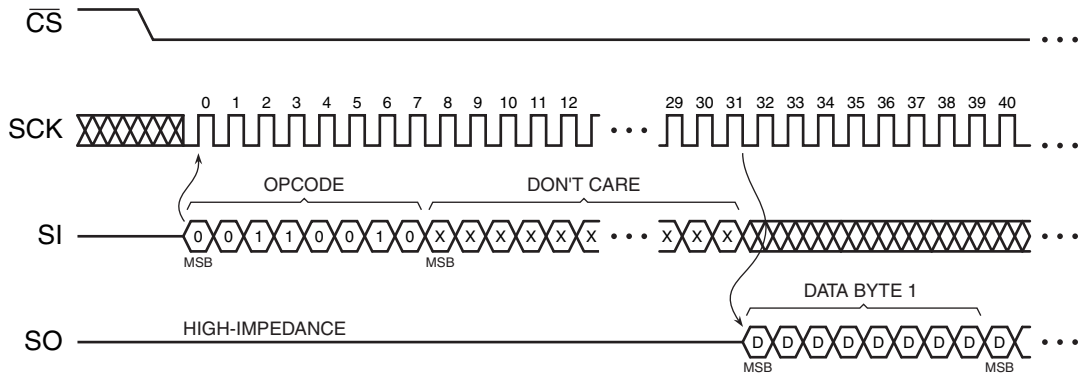 CS
0 1 2 3 4 5 6 7 8 9 10 11 12 29 30 31 32 33 34 35 36 37 38 39 40
SCK
OPCODE DON'T CARE
SI 0 0 1 1 0 0 1 0 X X X X X X X X X
MSB MSB
DATA BYTE 1
HIGH-IMPEDANCE
SO D D D D D D D D D
MSB MSB